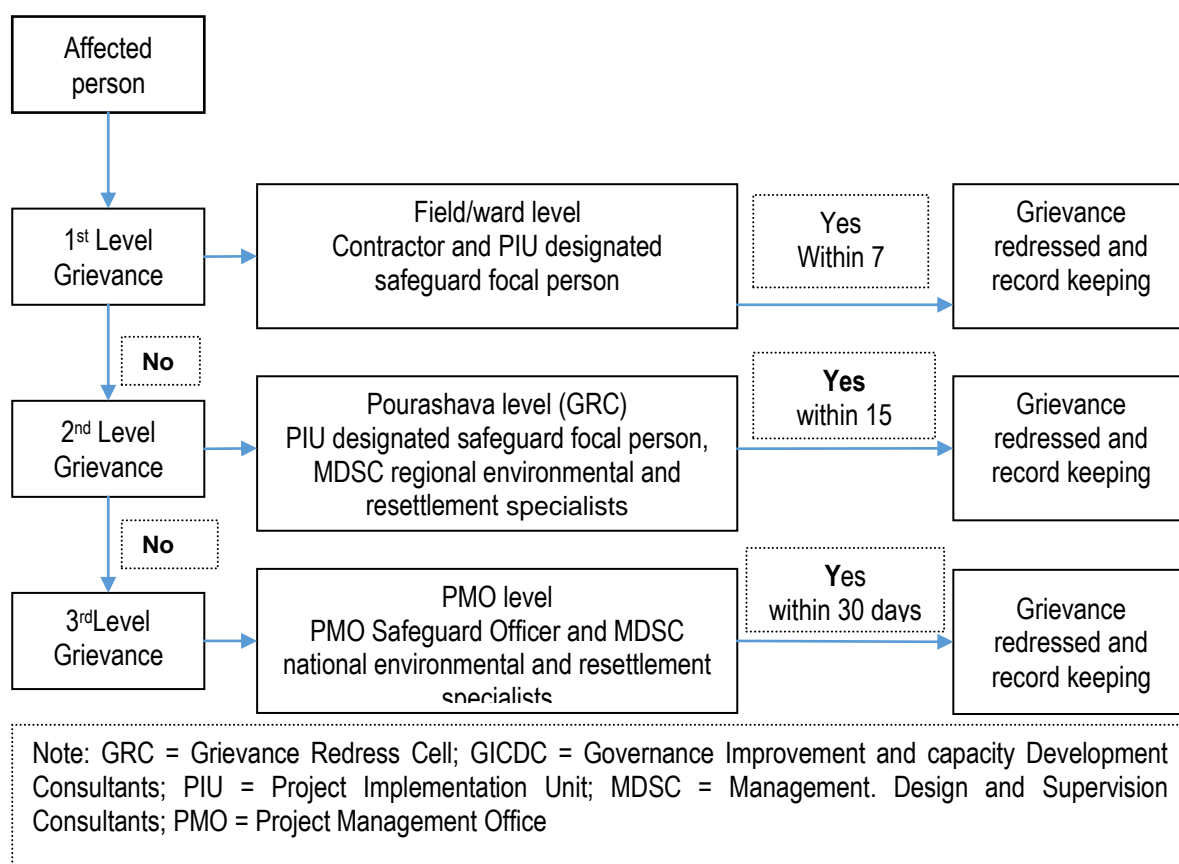 Affected
person
1st Level
Grievance
Field/ward level
Contractor and PIU designated
safeguard focal person
Yes
Within 7
Grievance
redressed and
record keeping
No
2nd Level
Grievance
Pourashava level (GRC)
PIU designated safeguard focal person,
MDSC regional environmental and
resettlement specialists
Yes
within 15
Grievance
redressed and
record keeping
No
3rdLevel
Grievance
PMO level
PMO Safeguard Officer and MDSC
national environmental and resettlement
specialists
Yes
within 30 days
Grievance
redressed and
record keeping
Note: GRC = Grievance Redress Cell; GICDC = Governance Improvement and capacity Development
Consultants; PIU = Project Implementation Unit; MDSC = Management. Design and Supervision
Consultants; PMO = Project Management Office